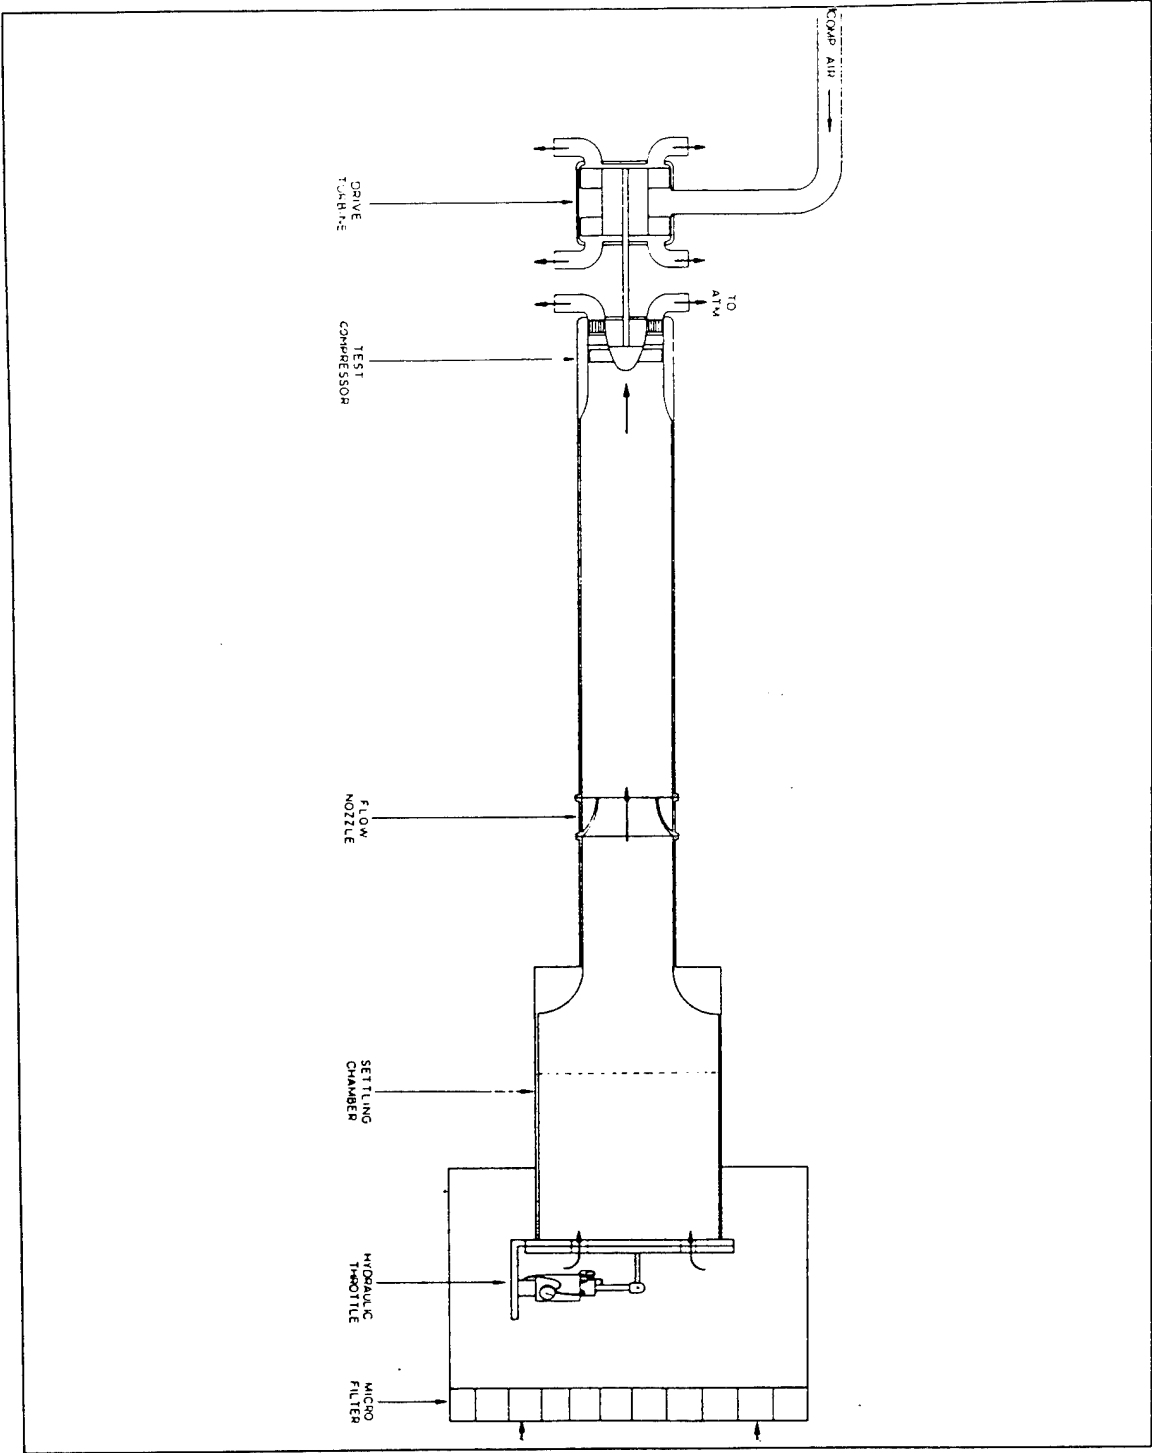 COMP AIR
DRIVE
TURBINE
TO
ATM
TEST
COMPRESSOR
FLOW
NOZZLE
SETTLING
CHAMBER
HYDRAULIC
THROTTLE
MICRO
FILTER